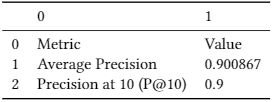 0 1
0 Metric Value
1 Average Precision 0.900867
2 Precision at 10 (P@10) 0.9